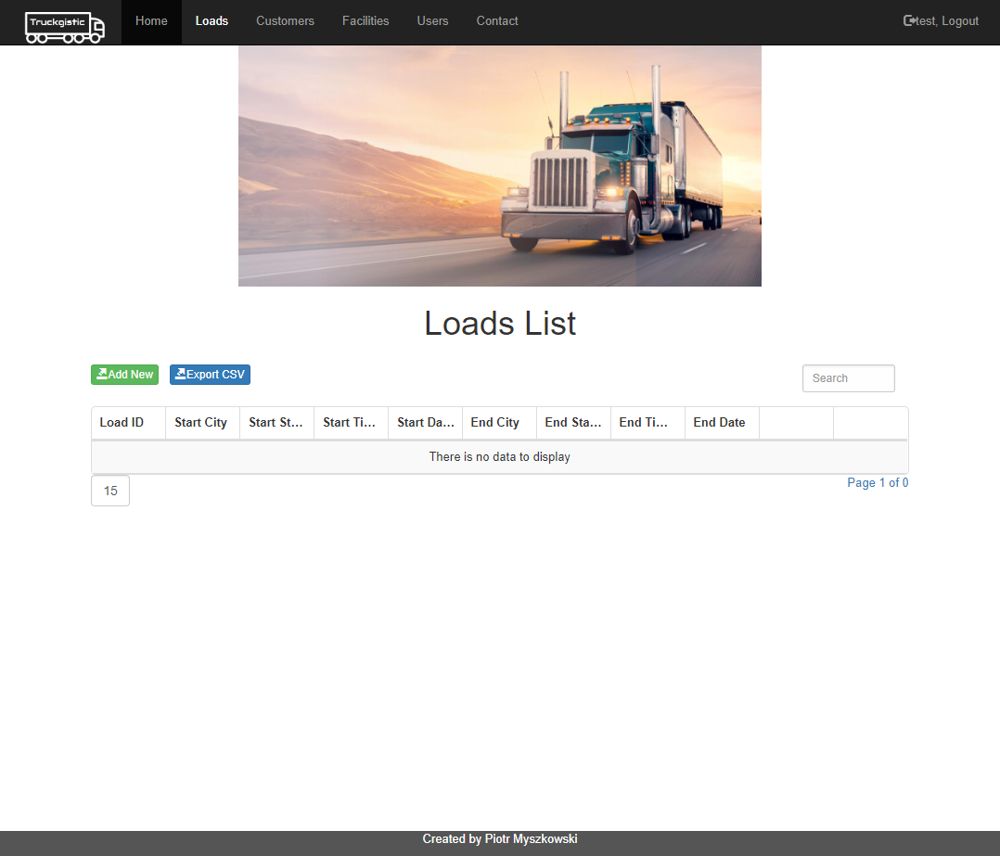 Truckgistic Home Loads Customers Facilities Users Contact test, Logout
Loads List
Add New Export CSV Search
Load ID Start City Start St... Start Ti... Start Da... End City End Sta... End Ti... End Date
There is no data to display
15 Page 1 of 0
Created by Piotr Myszkowski